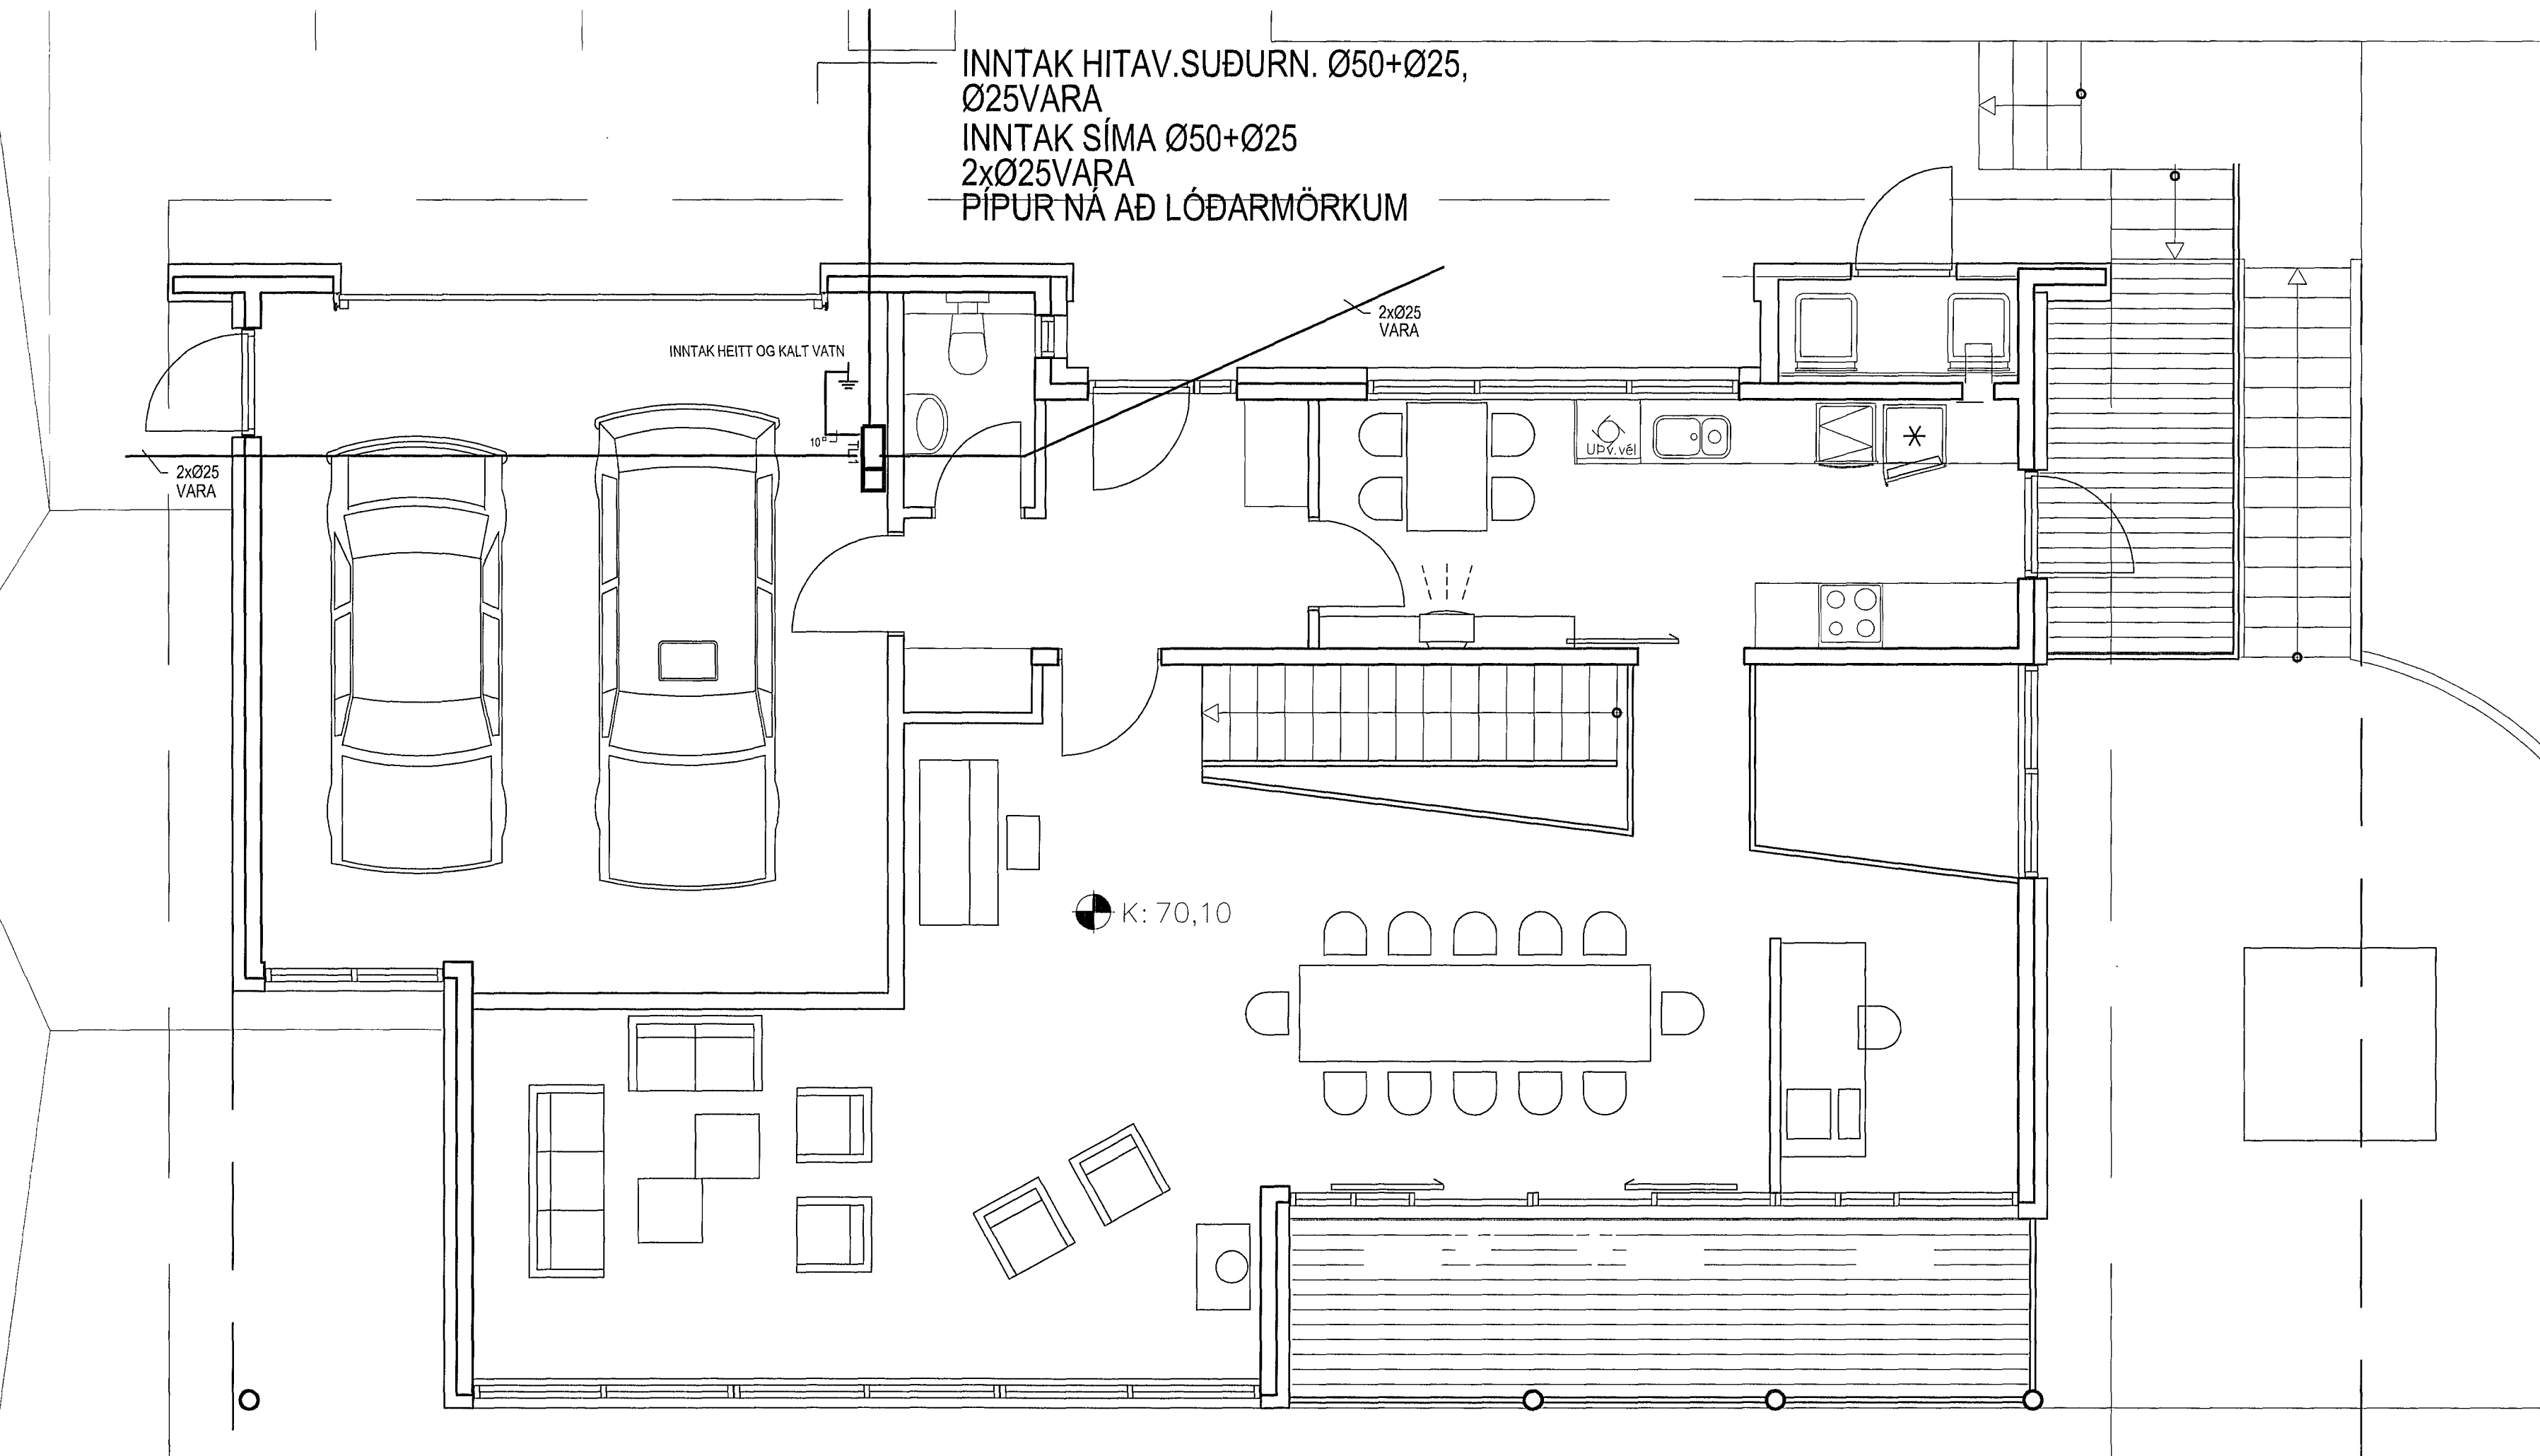 INNTAK HITAV.SUÐURN. Ø50+Ø25,
Ø25VARA
INNTAK SÍMA Ø50+Ø25
2xØ25VARA
PÍPUR NÁ AÐ LÓÐARMÖRKUM
2xØ25
VARA
INNTAK HEITT OG KALT VATN
10°
2xØ25
VARA
UPV.vél
K: 70,10